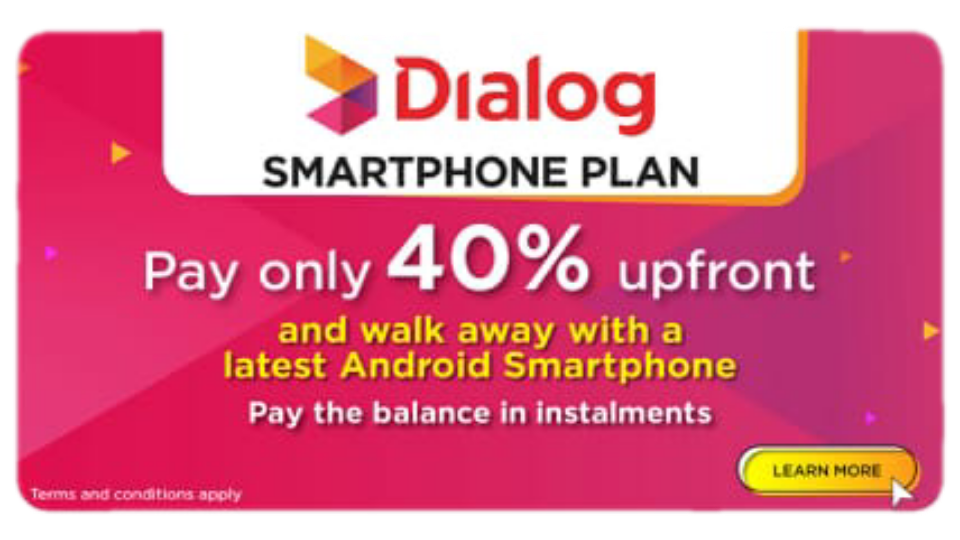 Dialog
SMARTPHONE PLAN
Pay only 40% upfront
and walk away with a
latest Android Smartphone
Pay the balance in instalments
LEARN MORE
Terms and conditions apply